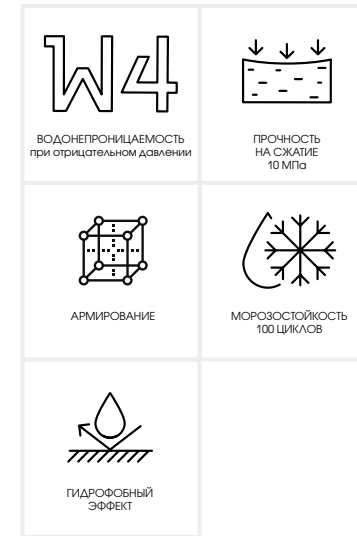 W4
ВОДОНЕПРОНИЦАЕМОСТЬ
при отрицательном давлении
ПРОЧНОСТЬ
НА СЖАТИЕ
10 МПа
АРМИРОВАНИЕ
МОРОЗОСТОЙКОСТЬ
100 ЦИКЛОВ
ГИДРОФОБНЫЙ
ЭФФЕКТ